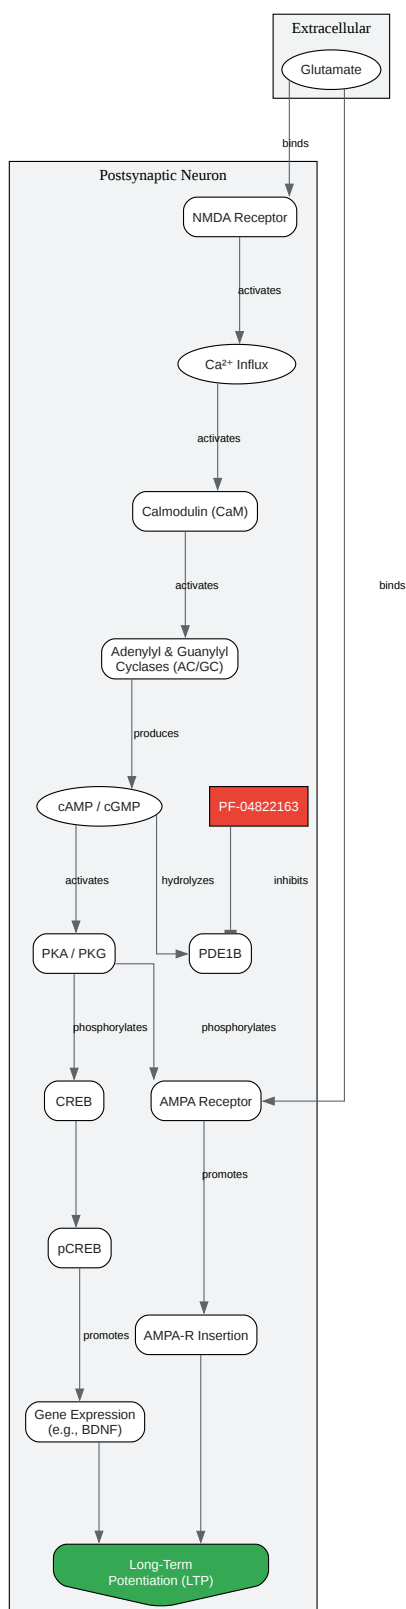 Extracellular
Glutamate
binds
Postsynaptic Neuron
NMDA Receptor
activates
Ca²⁺ Influx
activates
Calmodulin (CaM)
activates
binds
Adenylyl & Guanylyl
Cyclases (AC/GC)
produces
cAMP / cGMP
PF-04822163
activates
hydrolyzes
inhibits
PKA / PKG
PDE1B
phosphorylates
phosphorylates
CREB
AMPA Receptor
promotes
pCREB
promotes
AMPA-R Insertion
Gene Expression
(e.g., BDNF)
Long-Term
Potentiation (LTP)